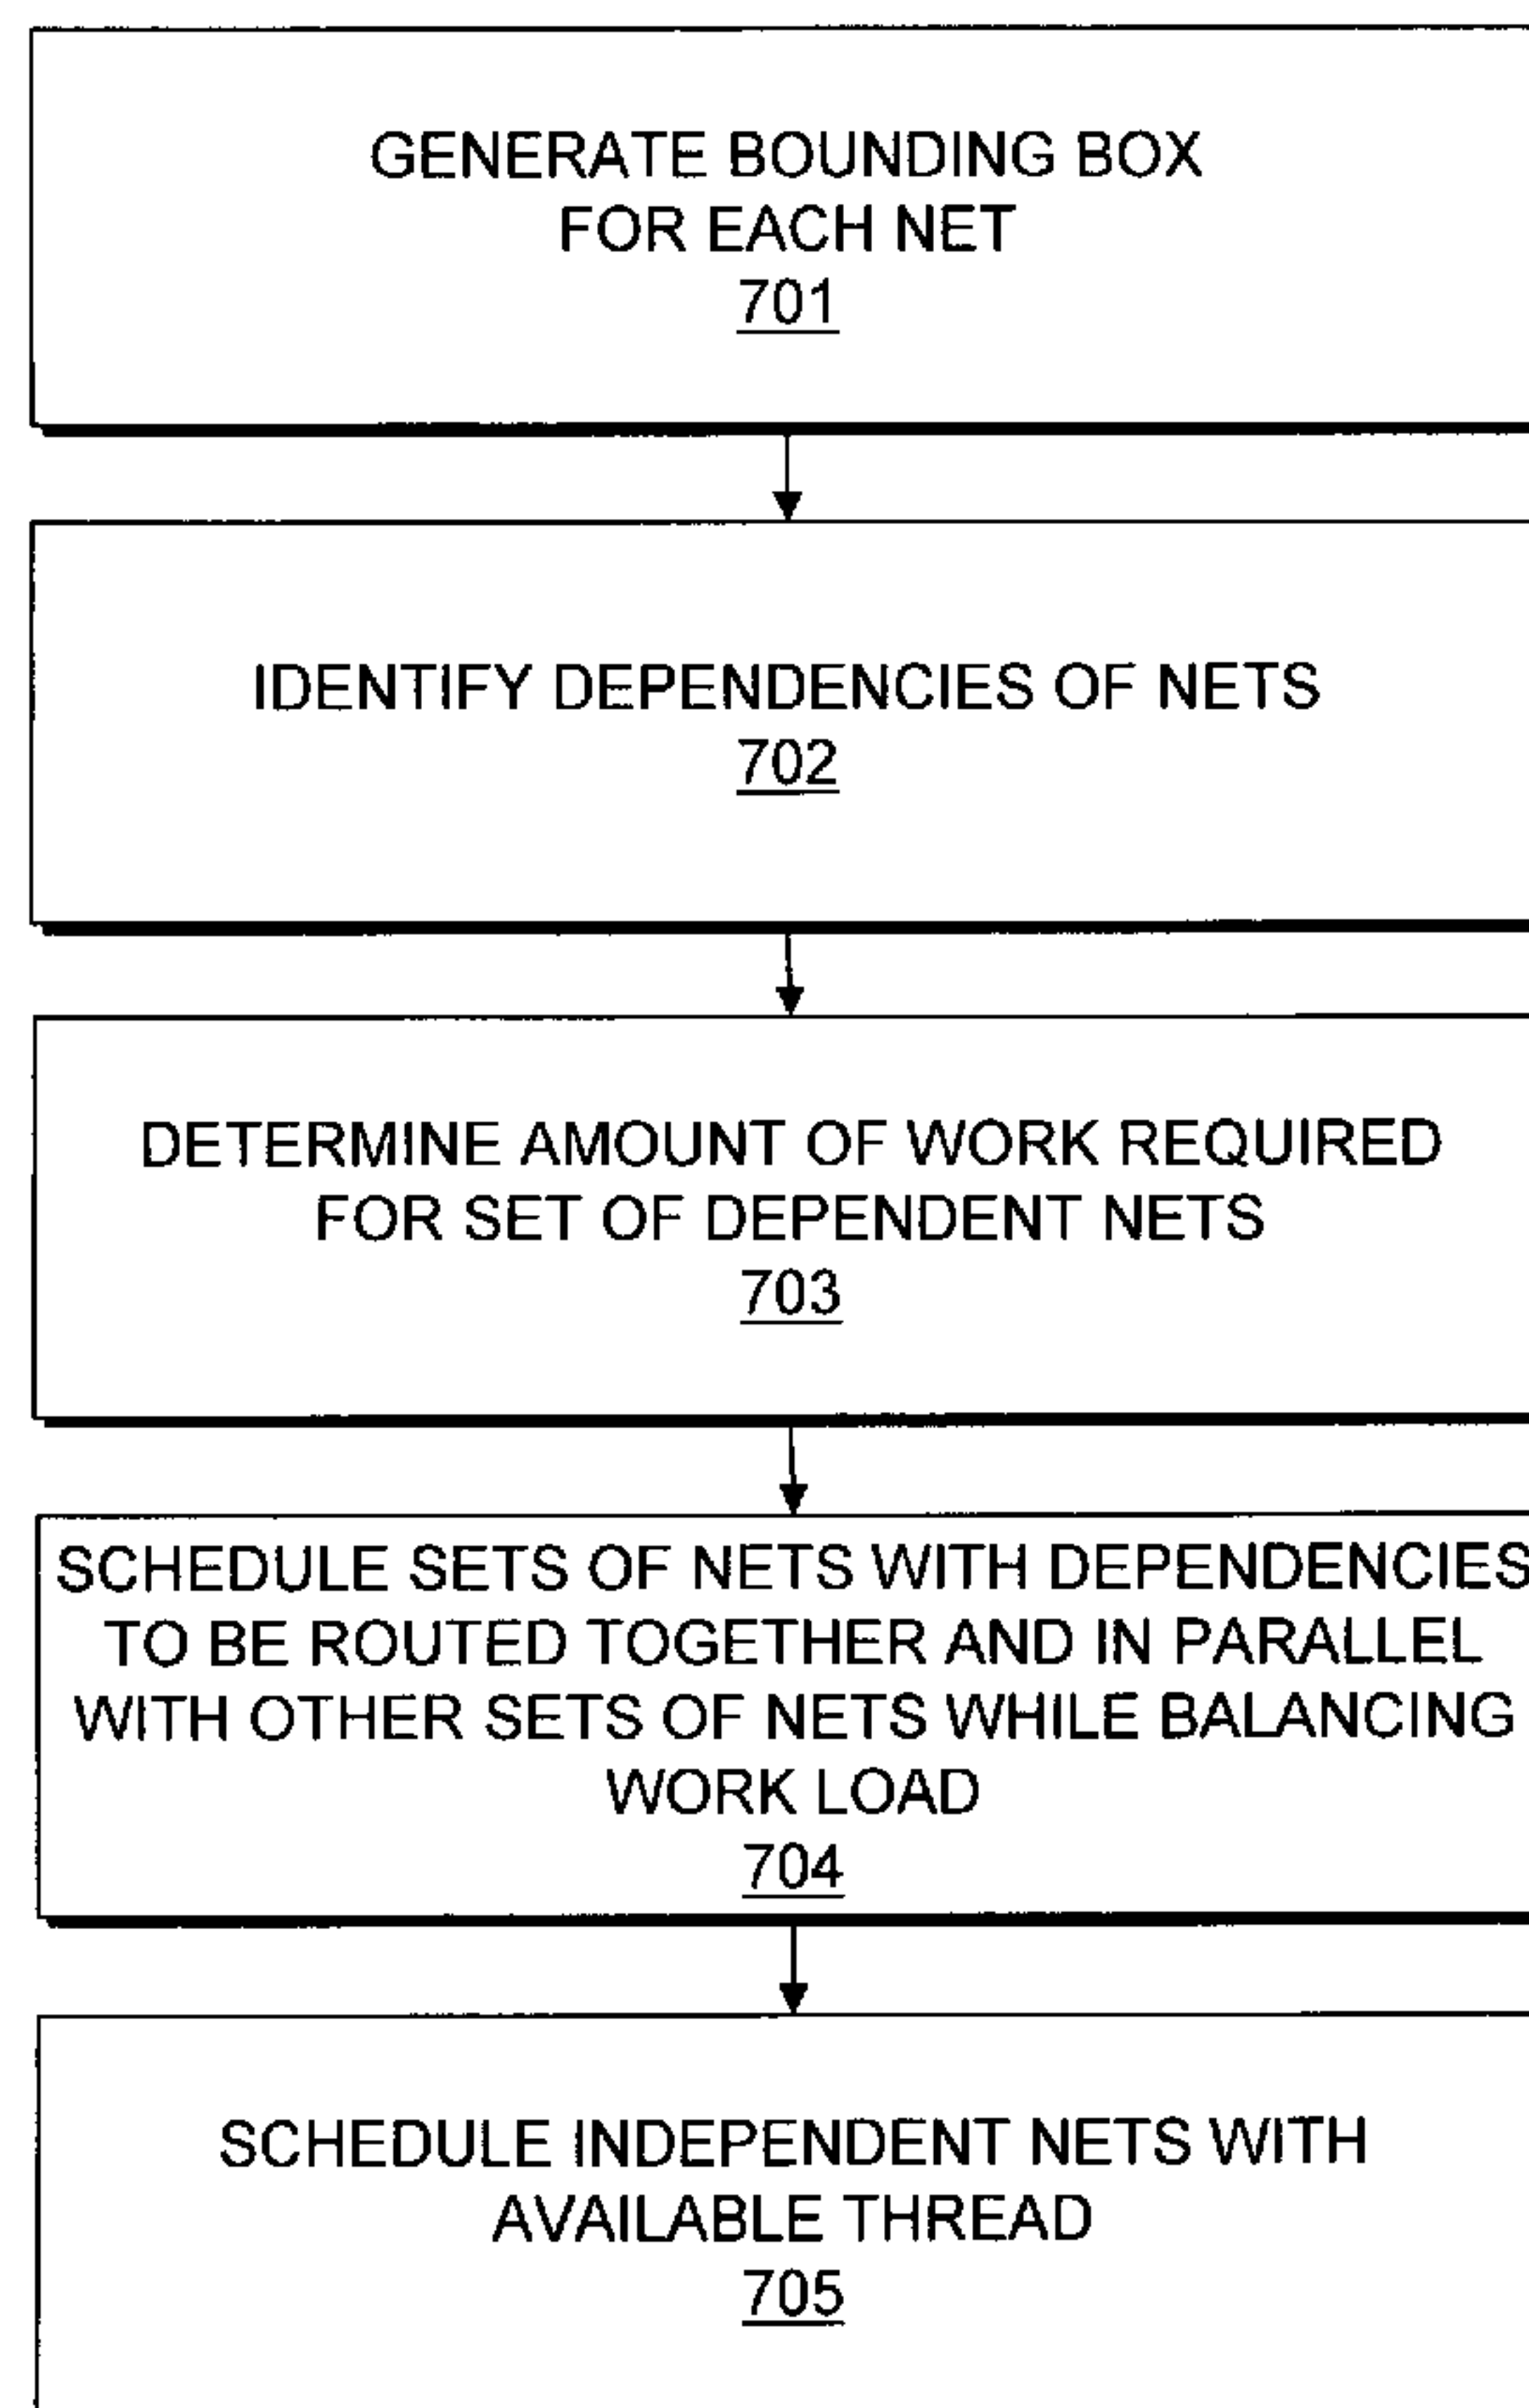 GENERATE BOUNDING BOX
FOR EACH NET
701
IDENTIFY DEPENDENCIES OF NETS
702
DETERMINE AMOUNT OF WORK REQUIRED
FOR SET OF DEPENDENT NETS
703
SCHEDULE SETS OF NETS WITH DEPENDENCIES
TO BE ROUTED TOGETHER AND IN PARALLEL
WITH OTHER SETS OF NETS WHILE BALANCING
WORK LOAD
704
SCHEDULE INDEPENDENT NETS WITH
AVAILABLE THREAD
705